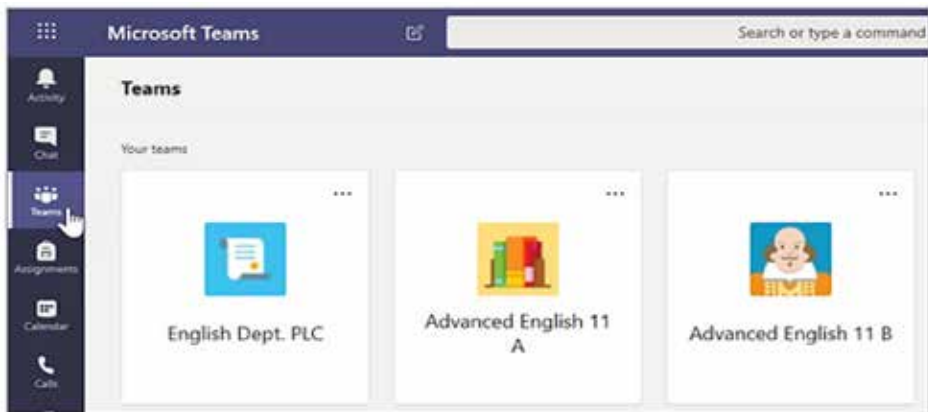 Microsoft Teams
Search or type a command
Activity
Chat
Teams
Assignments
Calendar
Calls
Teams
Your teams
English Dept. PLC
Advanced English 11
A
Advanced English 11 B